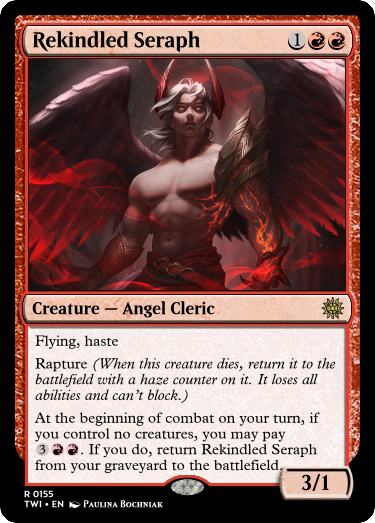 Rekindled Seraph 1
Creature — Angel Cleric
Flying, haste
Rapture (When this creature dies, return it to the
battlefield with a haze counter on it. It loses all
abilities and can't block.)
At the beginning of combat on your turn, if
you control no creatures, you may pay
3. If you do, return Rekindled Seraph
from your graveyard to the battlefield.
3/1
R 0155
TWI • EN Paulina Bochniak